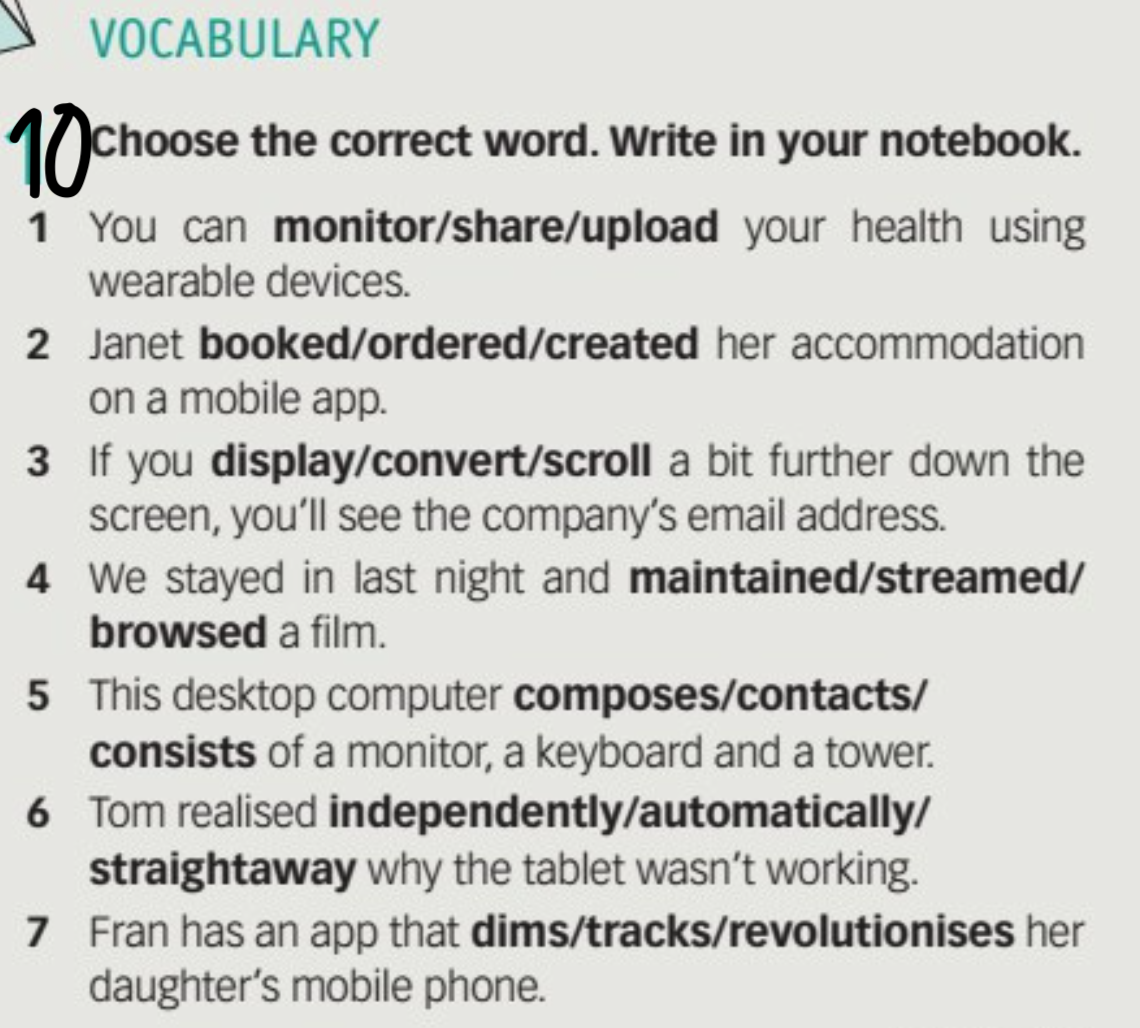 VOCABULARY
10 Choose the correct word. Write in your notebook.
1 You can monitor/share/upload your health using
wearable devices.
2 Janet booked/ordered/created her accommodation
on a mobile app.
3 If you display/convert/scroll a bit further down the
screen, you'll see the company's email address.
4 We stayed in last night and maintained/streamed/
browsed a film.
5 This desktop computer composes/contacts/
consists of a monitor, a keyboard and a tower.
6 Tom realised independently/automatically/
straightaway why the tablet wasn't working.
7 Fran has an app that dims/tracks/revolutionises her
daughter's mobile phone.